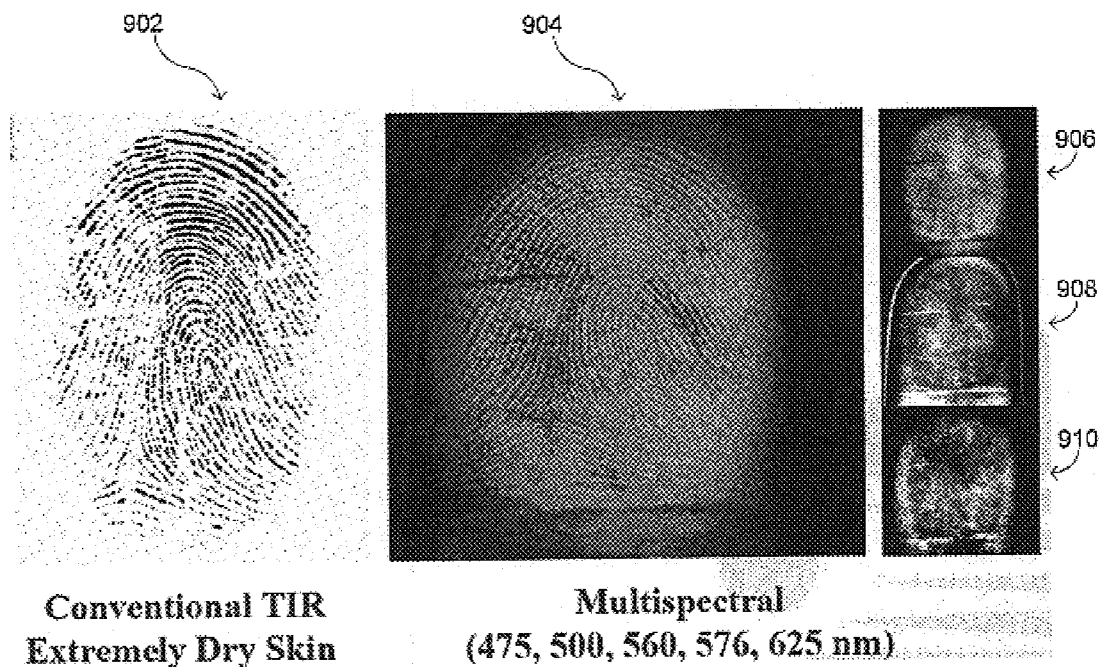 902
904
906
908
910
Conventional TIR
Extremely Dry Skin
Multispectral
(475, 500, 560, 576, 625 nm)